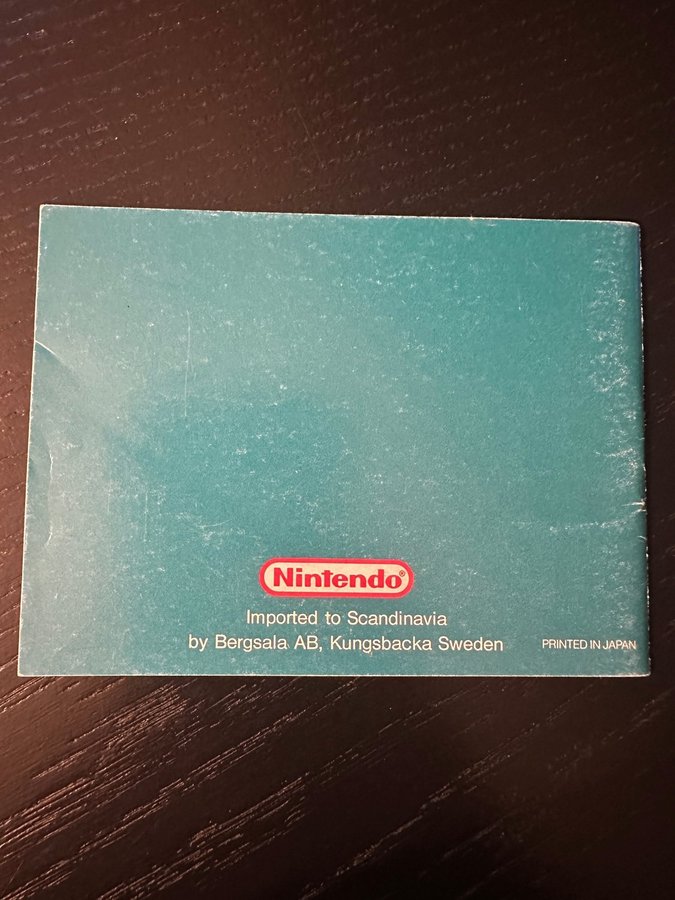 Nintendo®
Imported to Scandinavia
by Bergsala AB, Kungsbacka Sweden
PRINTED IN JAPAN